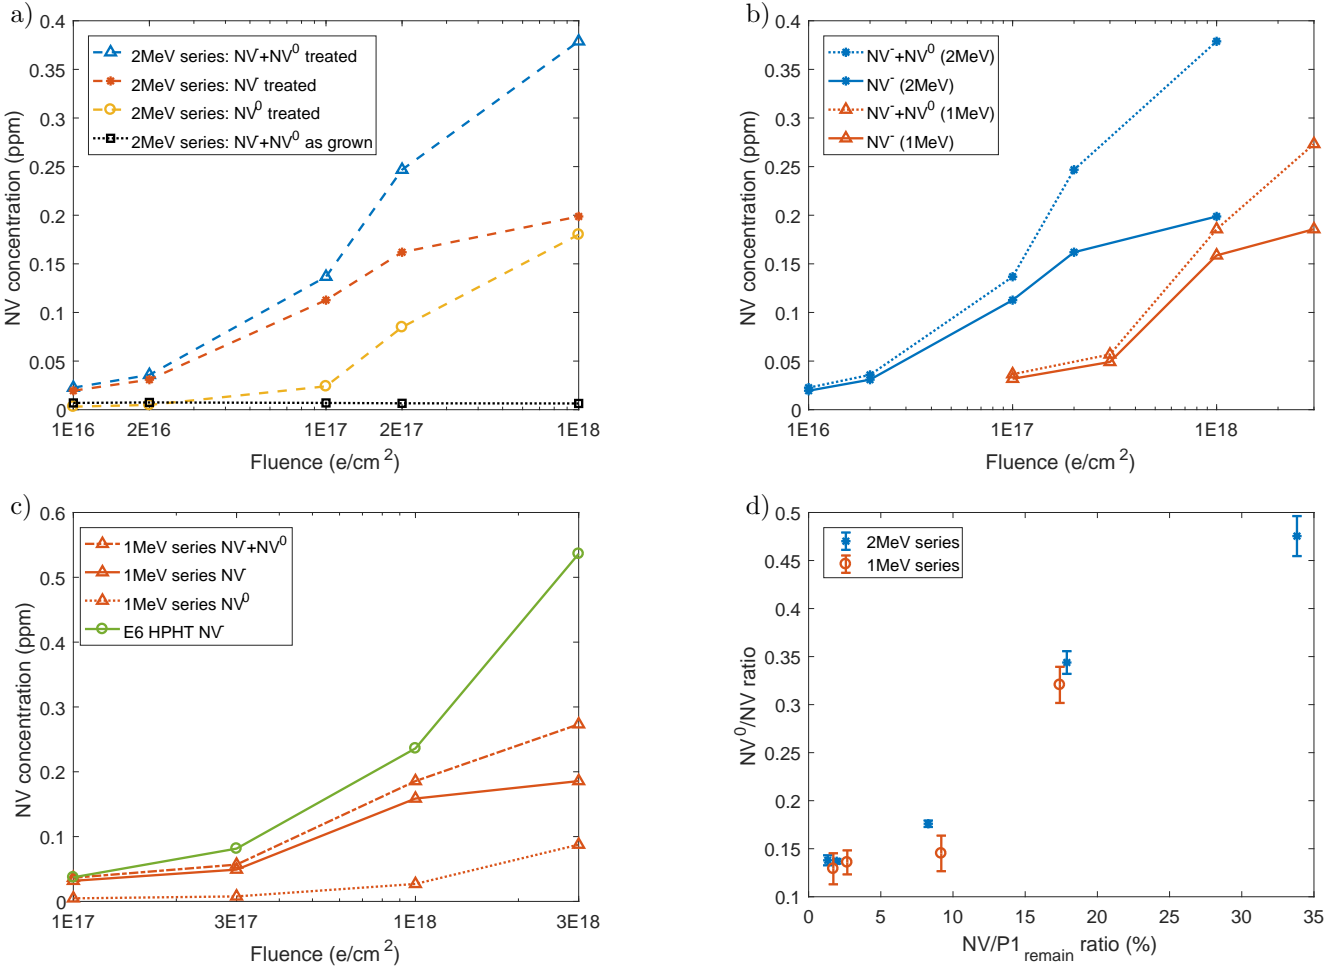 a)
0.4
0.35
0.3
0.25
0.2
0.15
0.1
0.05
0
NV concentration (ppm)
2MeV series: NV⁻+NV⁰ treated
2MeV series: NV⁻ treated
2MeV series: NV⁰ treated
2MeV series: NV⁻+NV⁰ as grown
1E16 2E16 1E17 2E17 1E18
Fluence (e/cm²)
b)
0.4
0.35
0.3
0.25
0.2
0.15
0.1
0.05
0
NV concentration (ppm)
NV⁻+NV⁰ (2MeV)
NV⁻ (2MeV)
NV⁻+NV⁰ (1MeV)
NV⁻ (1MeV)
1E16 1E17 1E18
Fluence (e/cm²)
c)
0.6
0.5
0.4
0.3
0.2
0.1
0
NV concentration (ppm)
1MeV series NV⁻+NV⁰
1MeV series NV⁻
1MeV series NV⁰
E6 HPHT NV⁻
1E17 3E17 1E18 3E18
Fluence (e/cm²)
d)
0.5
0.45
0.4
0.35
0.3
0.25
0.2
0.15
0.1
NV⁰/NV ratio
2MeV series
1MeV series
0 5 10 15 20 25 30 35
NV/P1remain ratio (%)